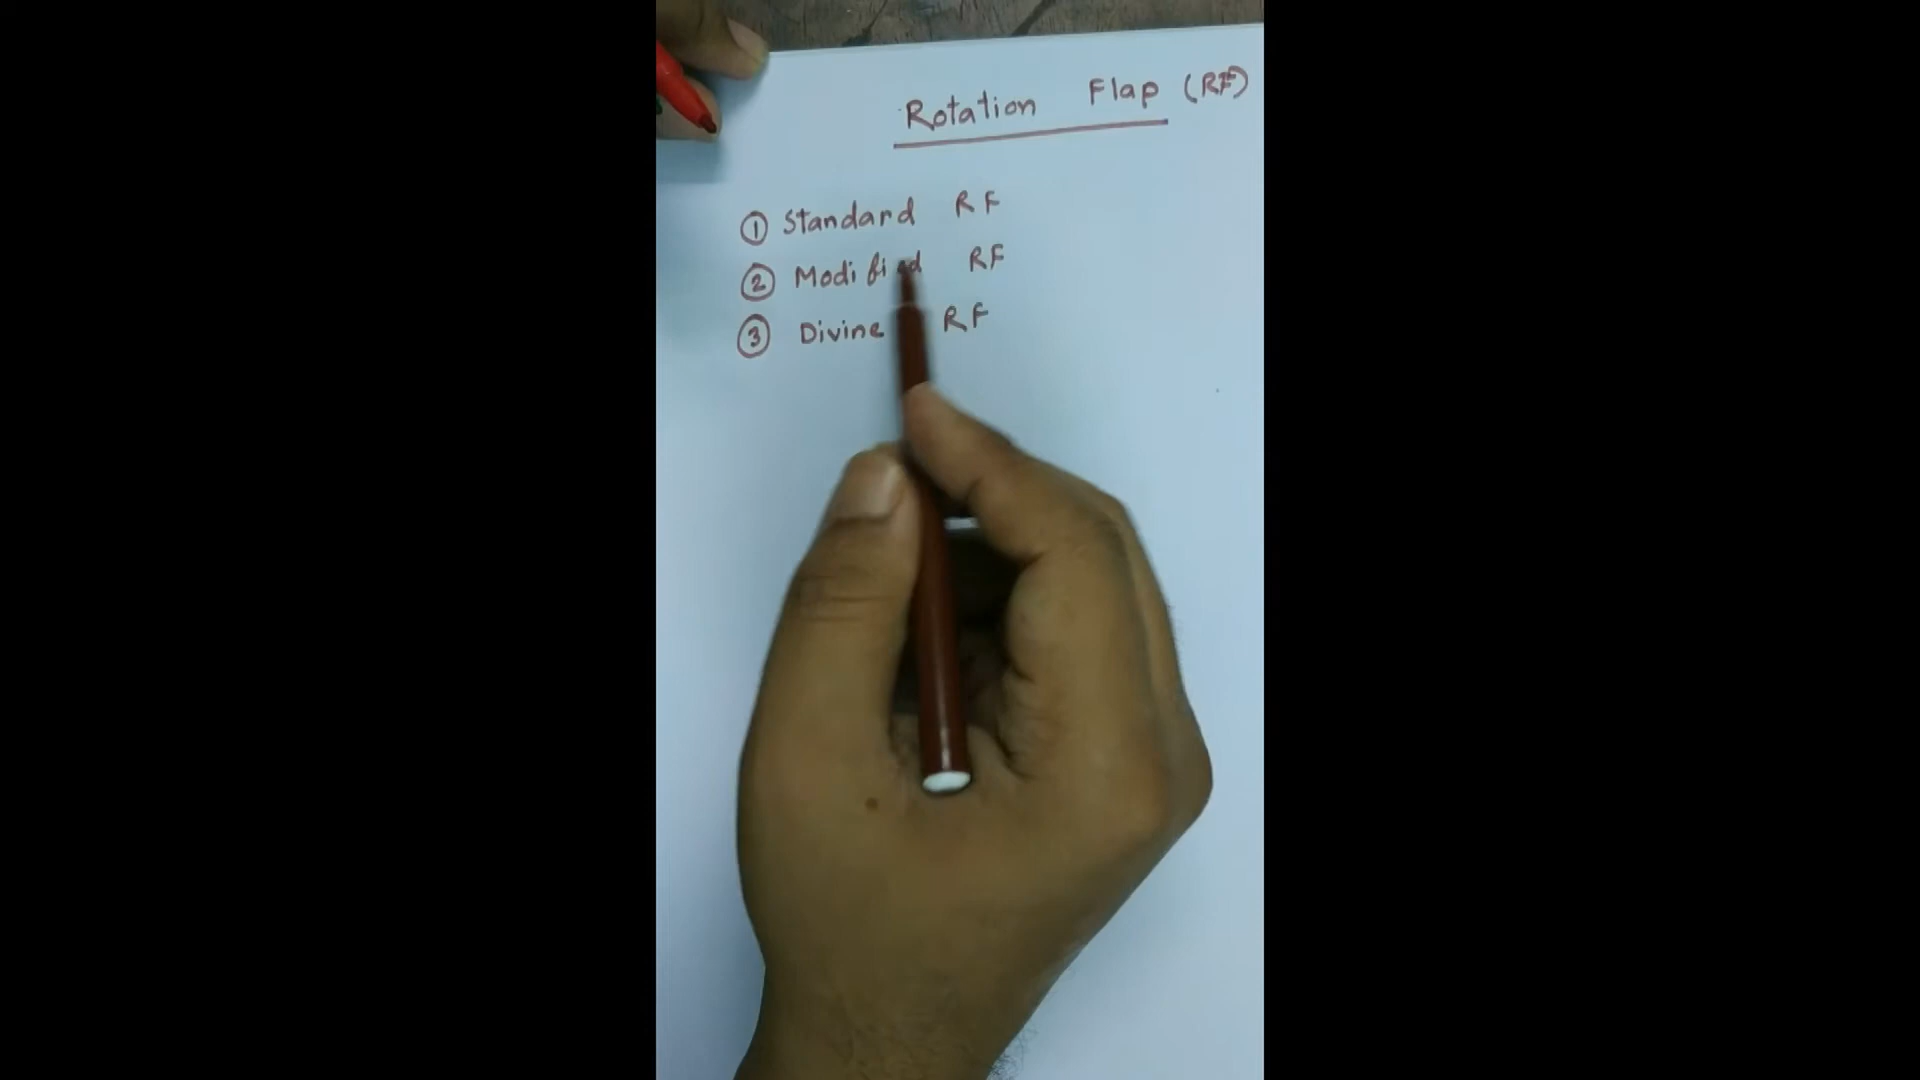 Rotation Flap (RF)
① Standard RF
② Modified RF
③ Divine RF